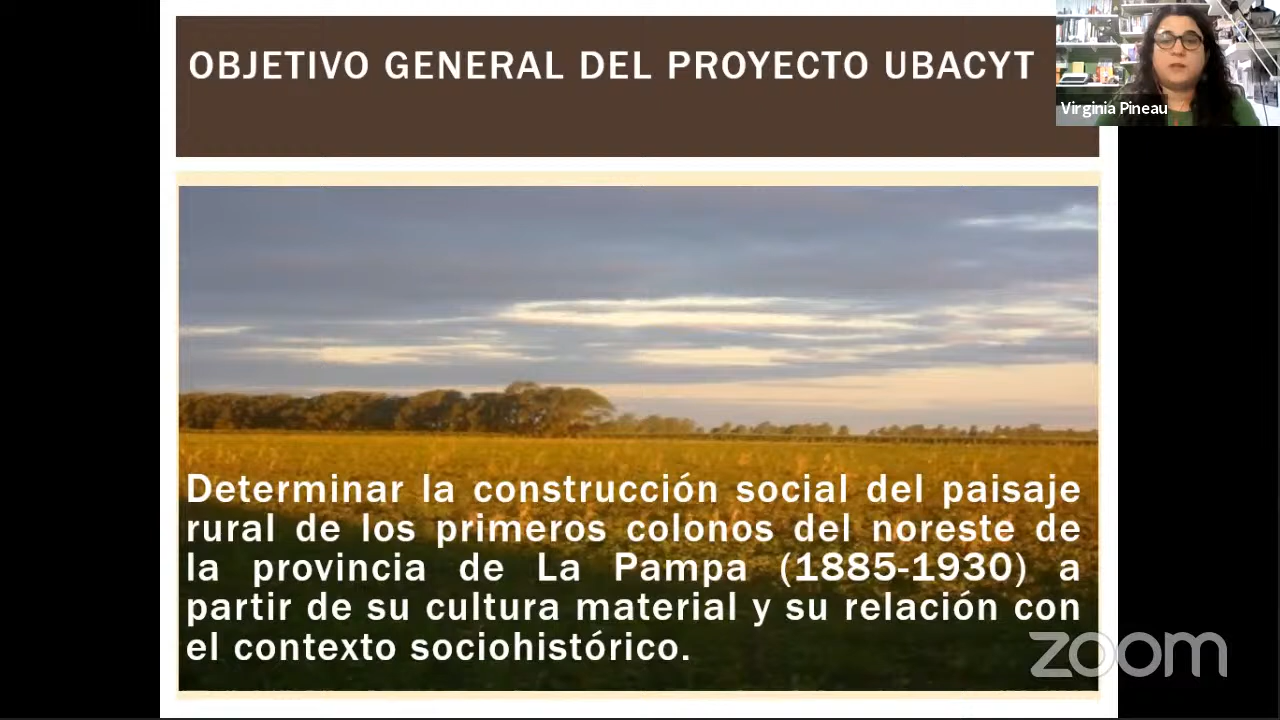 OBJETIVO GENERAL DEL PROYECTO UBACYT
Virginia Pineau
Determinar la construcción social del paisaje
rural de los primeros colonos del noreste de
la provincia de La Pampa (1885-1930) a
partir de su cultura material y su relación con
el contexto sociohistórico.
zoom